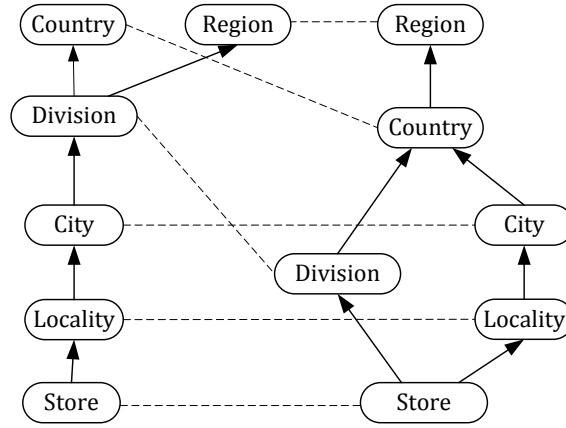 Country
Region
Region
Division
Country
City
City
Division
Locality
Locality
Store
Store